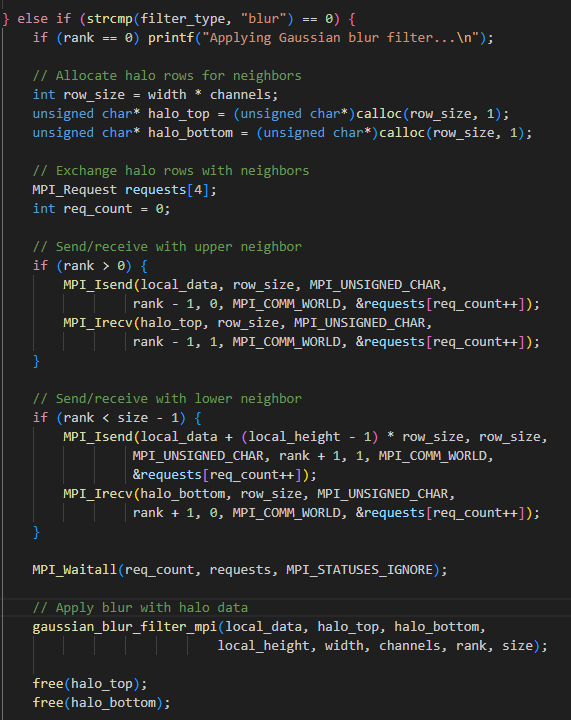 } else if (strcmp(filter_type, "blur") == 0) {
    if (rank == 0) printf("Applying Gaussian blur filter...\n");

    // Allocate halo rows for neighbors
    int row_size = width * channels;
    unsigned char* halo_top = (unsigned char*)calloc(row_size, 1);
    unsigned char* halo_bottom = (unsigned char*)calloc(row_size, 1);

    // Exchange halo rows with neighbors
    MPI_Request requests[4];
    int req_count = 0;

    // Send/receive with upper neighbor
    if (rank > 0) {
        MPI_Isend(local_data, row_size, MPI_UNSIGNED_CHAR,
                 rank - 1, 0, MPI_COMM_WORLD, &requests[req_count++]);
        MPI_Irecv(halo_top, row_size, MPI_UNSIGNED_CHAR,
                 rank - 1, 1, MPI_COMM_WORLD, &requests[req_count++]);
    }

    // Send/receive with lower neighbor
    if (rank < size - 1) {
        MPI_Isend(local_data + (local_height - 1) * row_size, row_size,
                 MPI_UNSIGNED_CHAR, rank + 1, 1, MPI_COMM_WORLD,
                 &requests[req_count++]);
        MPI_Irecv(halo_bottom, row_size, MPI_UNSIGNED_CHAR,
                 rank + 1, 0, MPI_COMM_WORLD, &requests[req_count++]);
    }

    MPI_Waitall(req_count, requests, MPI_STATUSES_IGNORE);

    // Apply blur with halo data
    gaussian_blur_filter_mpi(local_data, halo_top, halo_bottom,
                            local_height, width, channels, rank, size);

    free(halo_top);
    free(halo_bottom);